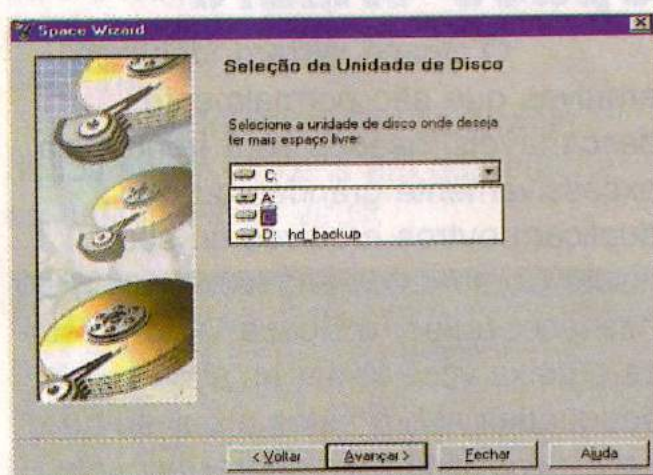 Space Wizard
Seleção da Unidade de Disco
Selecione a unidade de disco onde deseja
ter mais espaço livre:
C:
A:
D: hd_backup
< Voltar
Avançar >
Fechar
Ajuda